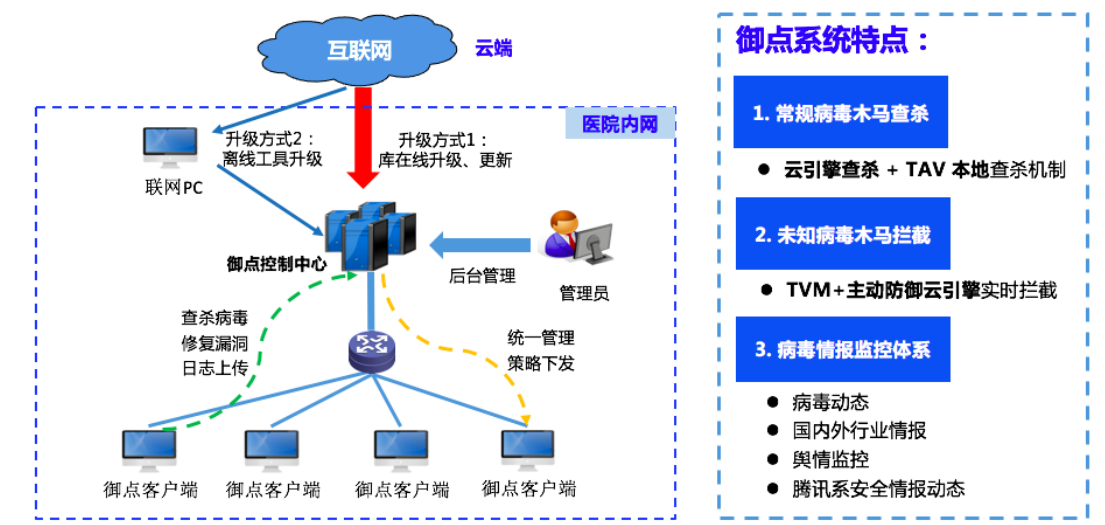 互联网
云端
医院内网
升级方式2：
离线工具升级
升级方式1：
库在线升级、更新
联网PC
御点控制中心
后台管理
管理员
查杀病毒
修复漏洞
日志上传
统一管理
策略下发
御点客户端
御点客户端
御点客户端
御点客户端
御点系统特点：
1. 常规病毒木马查杀
● 云引擎查杀 + TAV 本地查杀机制
2. 未知病毒木马拦截
● TVM+主动防御云引擎实时拦截
3. 病毒情报监控体系
● 病毒动态
● 国内外行业情报
● 舆情监控
● 腾讯系安全情报动态